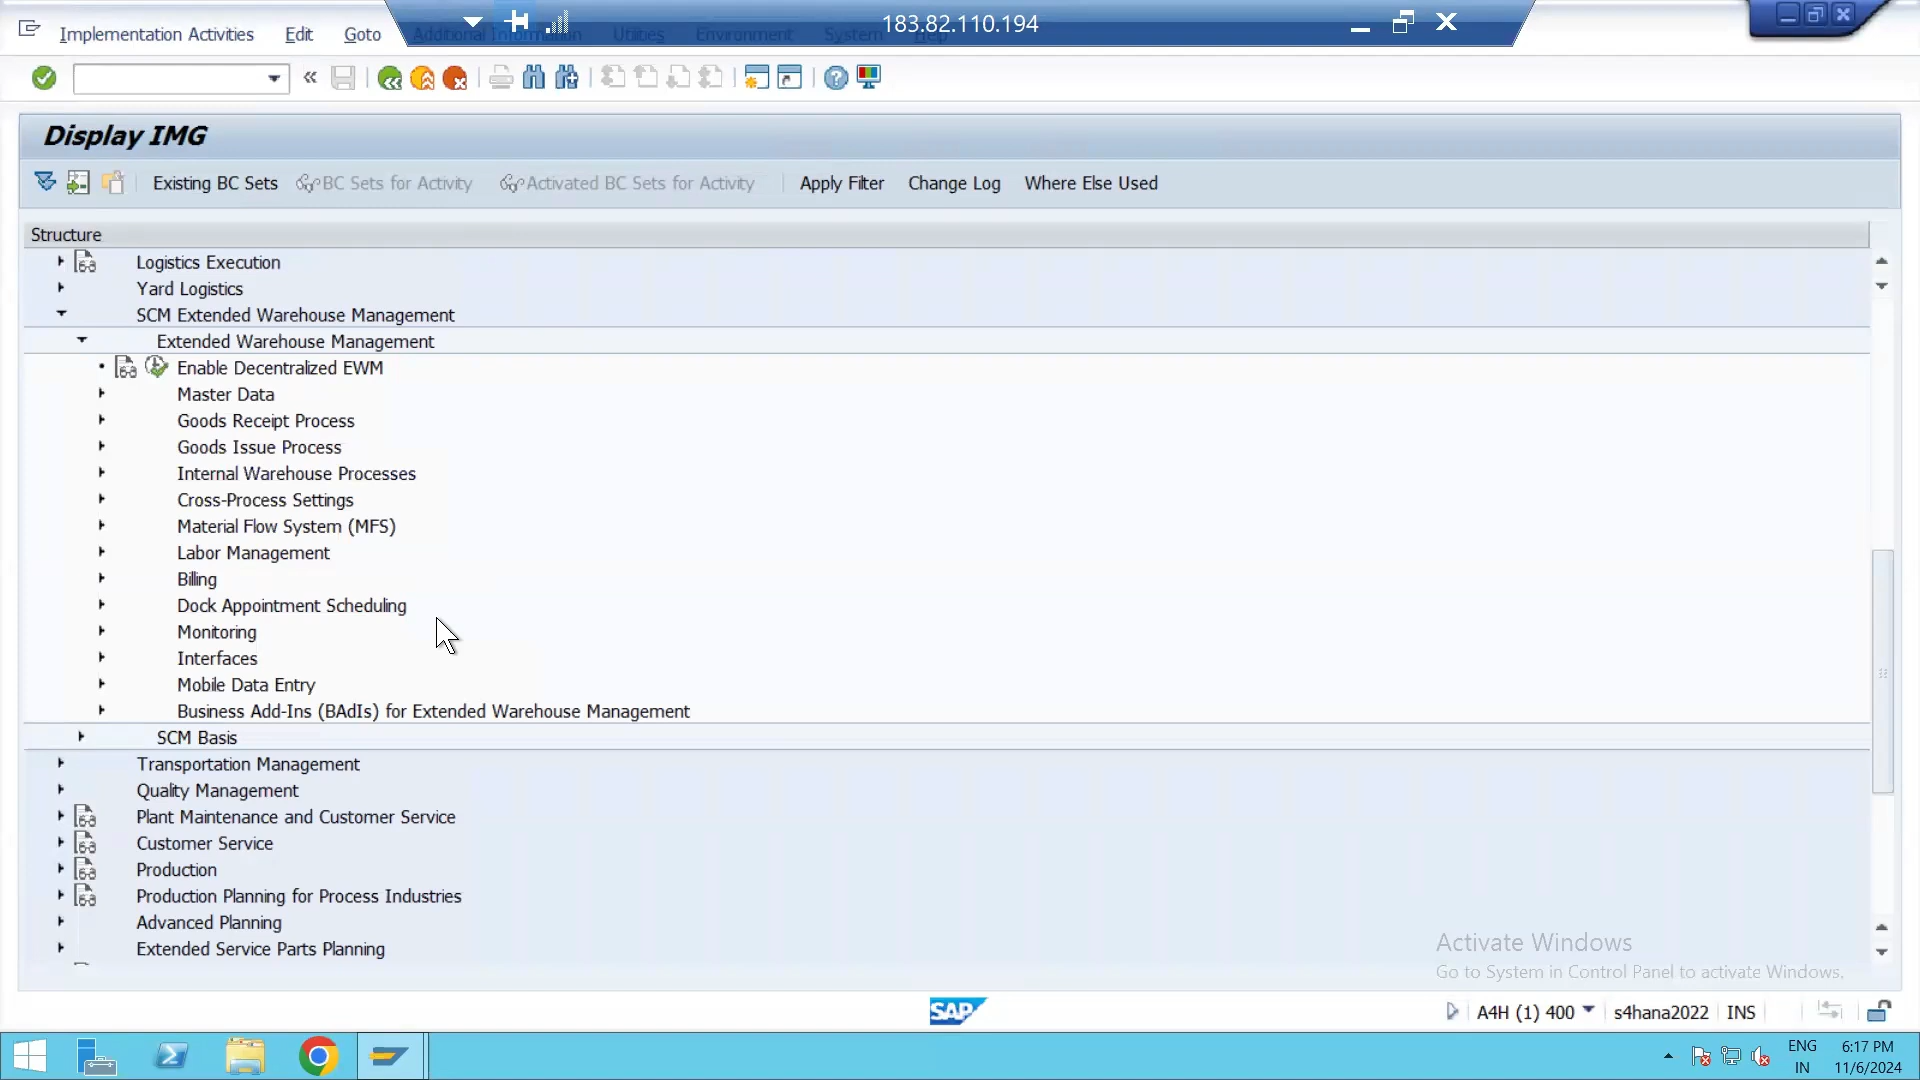 183.82.110.194
Implementation Activities Edit Goto Additional Information Utilities Environment System Help
Display IMG
Existing BC Sets BC Sets for Activity Activated BC Sets for Activity Apply Filter Change Log Where Else Used
Structure
Logistics Execution
Yard Logistics
SCM Extended Warehouse Management
Extended Warehouse Management
Enable Decentralized EWM
Master Data
Goods Receipt Process
Goods Issue Process
Internal Warehouse Processes
Cross-Process Settings
Material Flow System (MFS)
Labor Management
Billing
Dock Appointment Scheduling
Monitoring
Interfaces
Mobile Data Entry
Business Add-Ins (BAdIs) for Extended Warehouse Management
SCM Basis
Transportation Management
Quality Management
Plant Maintenance and Customer Service
Customer Service
Production
Production Planning for Process Industries
Advanced Planning
Extended Service Parts Planning
Activate Windows
Go to System in Control Panel to activate Windows.
SAP
A4H (1) 400 s4hana2022 INS
ENG 6:17 PM
IN 11/6/2024